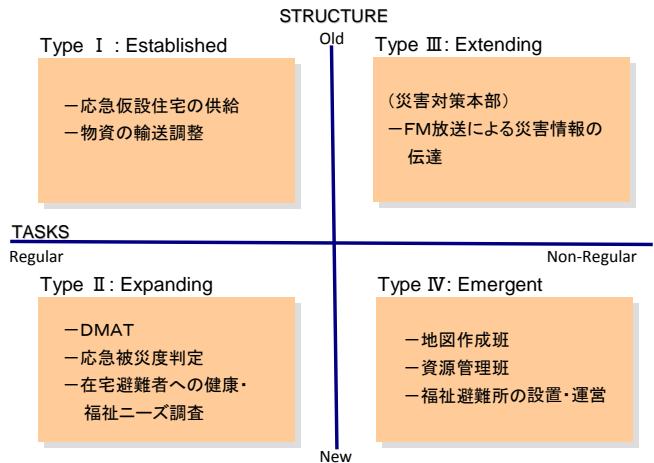 STRUCTURE
Old
Type Ⅰ : Established
Type Ⅲ: Extending
－応急仮設住宅の供給
－物資の輸送調整
（災害対策本部）
－ＦＭ放送による災害情報の
伝達
TASKS
Regular
Non-Regular
Type Ⅱ: Expanding
Type Ⅳ: Emergent
－ＤＭＡＴ
－応急被災度判定
－在宅避難者への健康・
福祉ニーズ調査
－地図作成班
－資源管理班
－福祉避難所の設置・運営
New